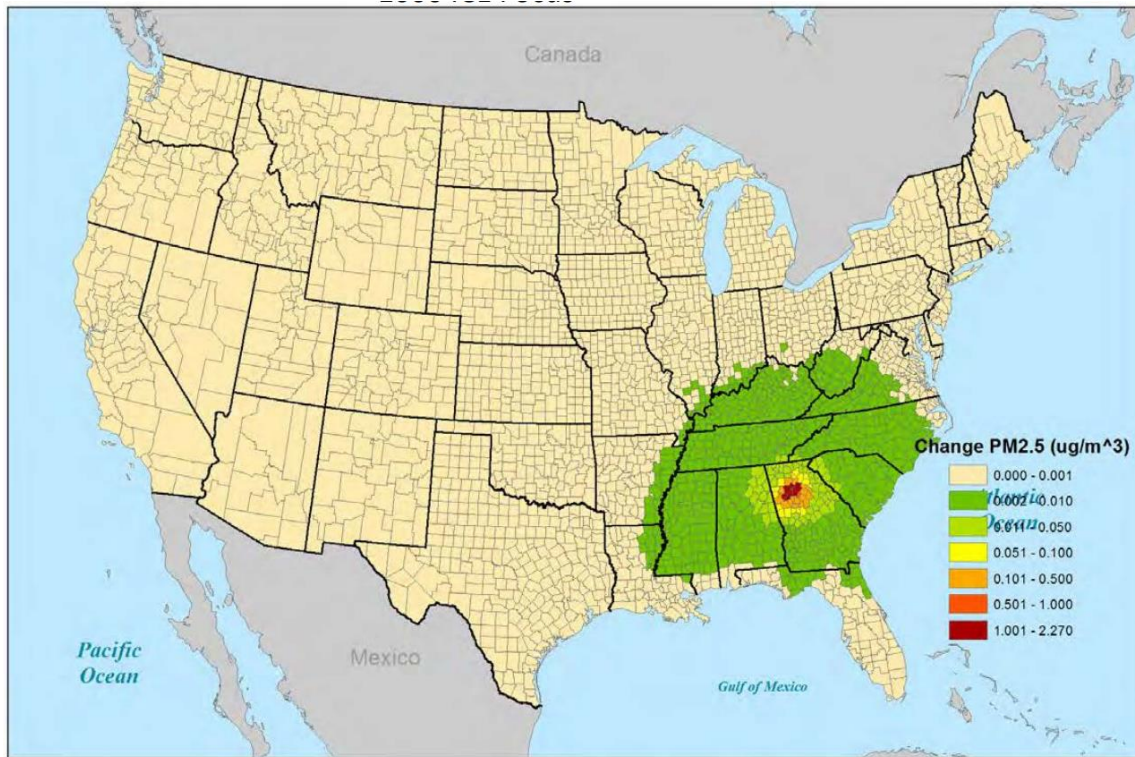 Canada
Change PM2.5 (ug/m^3)
0.000 - 0.001
0.002 - 0.010
0.011 - 0.050
0.051 - 0.100
0.101 - 0.500
0.501 - 1.000
1.001 - 2.270
Atlantic
Ocean
Pacific
Ocean
Mexico
Gulf of Mexico